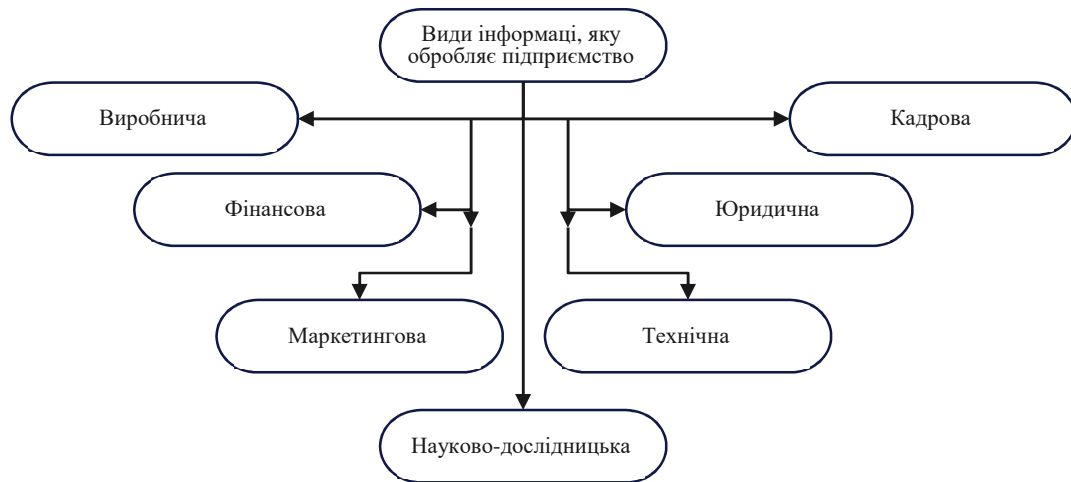 Види інформаці, яку
обробляє підприємство
Виробнича
Кадрова
Фінансова
Юридична
Маркетингова
Технічна
Науково-дослідницька